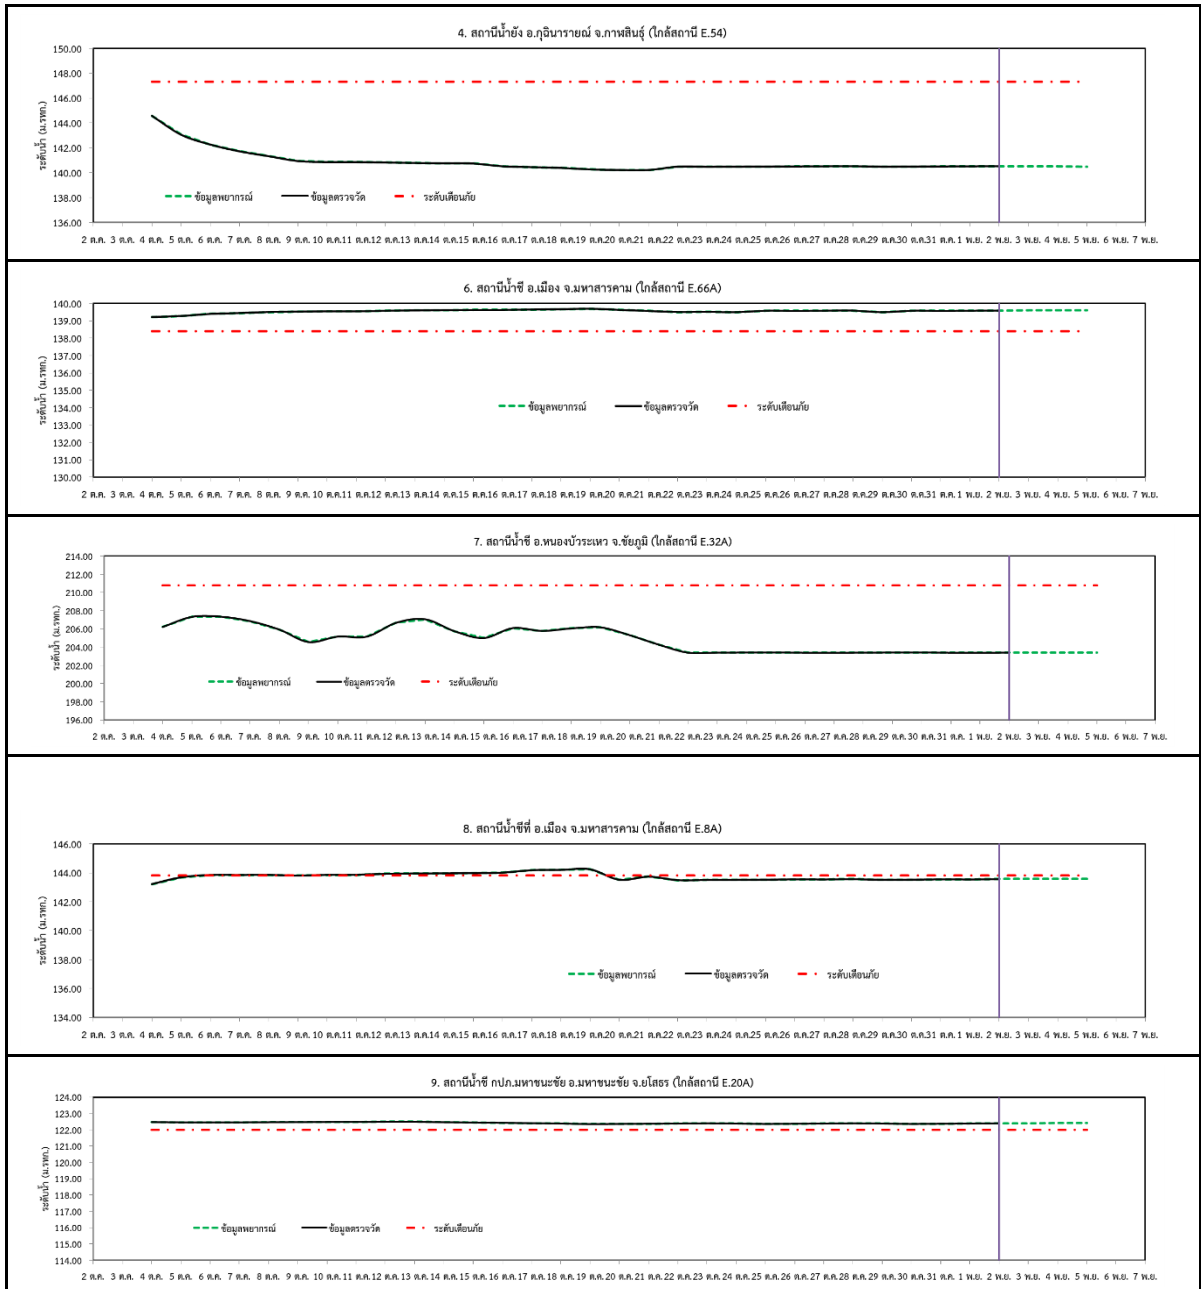 4. สถานีน้ำยัง อ.กุฉินารายณ์ จ.กาฬสินธุ์ (ใกล้สถานี E.54)
150.00
148.00
146.00
144.00
142.00
140.00
138.00
136.00
ระดับน้ำ (ม.รทก.)
ข้อมูลพยากรณ์ ข้อมูลตรวจวัด ระดับเตือนภัย
2 ต.ค. 3 ต.ค. 4 ต.ค. 5 ต.ค. 6 ต.ค. 7 ต.ค. 8 ต.ค. 9 ต.ค.10 ต.ค.11 ต.ค.12 ต.ค.13 ต.ค.14 ต.ค.15 ต.ค.16 ต.ค.17 ต.ค.18 ต.ค.19 ต.ค.20 ต.ค.21 ต.ค.22 ต.ค.23 ต.ค.24 ต.ค.25 ต.ค.26 ต.ค.27 ต.ค.28 ต.ค.29 ต.ค.30 ต.ค.31 ต.ค. 1 พ.ย. 2 พ.ย. 3 พ.ย. 4 พ.ย. 5 พ.ย. 6 พ.ย. 7 พ.ย.
6. สถานีน้ำชี อ.เมือง จ.มหาสารคาม (ใกล้สถานี E.66A)
140.00
139.00
138.00
137.00
136.00
135.00
134.00
133.00
132.00
131.00
130.00
ระดับน้ำ (ม.รทก.)
ข้อมูลพยากรณ์ ข้อมูลตรวจวัด ระดับเตือนภัย
2 ต.ค. 3 ต.ค. 4 ต.ค. 5 ต.ค. 6 ต.ค. 7 ต.ค. 8 ต.ค. 9 ต.ค.10 ต.ค.11 ต.ค.12 ต.ค.13 ต.ค.14 ต.ค.15 ต.ค.16 ต.ค.17 ต.ค.18 ต.ค.19 ต.ค.20 ต.ค.21 ต.ค.22 ต.ค.23 ต.ค.24 ต.ค.25 ต.ค.26 ต.ค.27 ต.ค.28 ต.ค.29 ต.ค.30 ต.ค.31 ต.ค. 1 พ.ย. 2 พ.ย. 3 พ.ย. 4 พ.ย. 5 พ.ย. 6 พ.ย. 7 พ.ย.
7. สถานีน้ำชี อ.หนองบัวระเหว จ.ชัยภูมิ (ใกล้สถานี E.32A)
214.00
212.00
210.00
208.00
206.00
204.00
202.00
200.00
198.00
196.00
ระดับน้ำ (ม.รทก.)
ข้อมูลพยากรณ์ ข้อมูลตรวจวัด ระดับเตือนภัย
2 ต.ค. 3 ต.ค. 4 ต.ค. 5 ต.ค. 6 ต.ค. 7 ต.ค. 8 ต.ค. 9 ต.ค.10 ต.ค.11 ต.ค.12 ต.ค.13 ต.ค.14 ต.ค.15 ต.ค.16 ต.ค.17 ต.ค.18 ต.ค.19 ต.ค.20 ต.ค.21 ต.ค.22 ต.ค.23 ต.ค.24 ต.ค.25 ต.ค.26 ต.ค.27 ต.ค.28 ต.ค.29 ต.ค.30 ต.ค.31 ต.ค. 1 พ.ย. 2 พ.ย. 3 พ.ย. 4 พ.ย. 5 พ.ย. 6 พ.ย. 7 พ.ย.
8. สถานีน้ำชีที่ อ.เมือง จ.มหาสารคาม (ใกล้สถานี E.8A)
146.00
144.00
142.00
140.00
138.00
136.00
134.00
ระดับน้ำ (ม.รทก.)
ข้อมูลพยากรณ์ ข้อมูลตรวจวัด ระดับเตือนภัย
2 ต.ค. 3 ต.ค. 4 ต.ค. 5 ต.ค. 6 ต.ค. 7 ต.ค. 8 ต.ค. 9 ต.ค.10 ต.ค.11 ต.ค.12 ต.ค.13 ต.ค.14 ต.ค.15 ต.ค.16 ต.ค.17 ต.ค.18 ต.ค.19 ต.ค.20 ต.ค.21 ต.ค.22 ต.ค.23 ต.ค.24 ต.ค.25 ต.ค.26 ต.ค.27 ต.ค.28 ต.ค.29 ต.ค.30 ต.ค.31 ต.ค. 1 พ.ย. 2 พ.ย. 3 พ.ย. 4 พ.ย. 5 พ.ย. 6 พ.ย. 7 พ.ย.
9. สถานีน้ำชี กปภ.มหาชนะชัย อ.มหาชนะชัย จ.ยโสธร (ใกล้สถานี E.20A)
124.00
123.00
122.00
121.00
120.00
119.00
118.00
117.00
116.00
115.00
114.00
ระดับน้ำ (ม.รทก.)
ข้อมูลพยากรณ์ ข้อมูลตรวจวัด ระดับเตือนภัย
2 ต.ค. 3 ต.ค. 4 ต.ค. 5 ต.ค. 6 ต.ค. 7 ต.ค. 8 ต.ค. 9 ต.ค.10 ต.ค.11 ต.ค.12 ต.ค.13 ต.ค.14 ต.ค.15 ต.ค.16 ต.ค.17 ต.ค.18 ต.ค.19 ต.ค.20 ต.ค.21 ต.ค.22 ต.ค.23 ต.ค.24 ต.ค.25 ต.ค.26 ต.ค.27 ต.ค.28 ต.ค.29 ต.ค.30 ต.ค.31 ต.ค. 1 พ.ย. 2 พ.ย. 3 พ.ย. 4 พ.ย. 5 พ.ย. 6 พ.ย. 7 พ.ย.